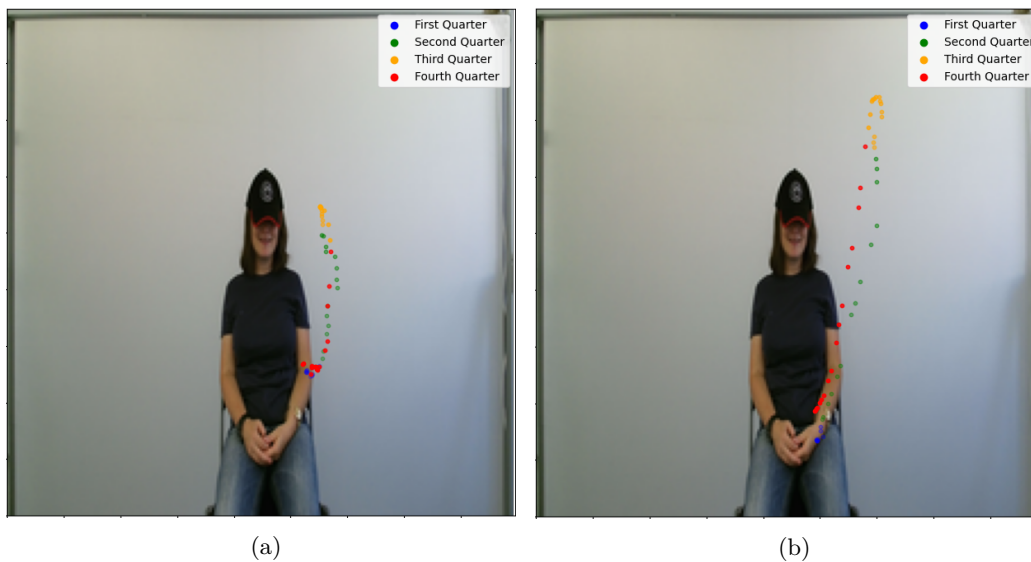 First Quarter
Second Quarter
Third Quarter
Fourth Quarter
First Quarter
Second Quarter
Third Quarter
Fourth Quarter
(a)
(b)